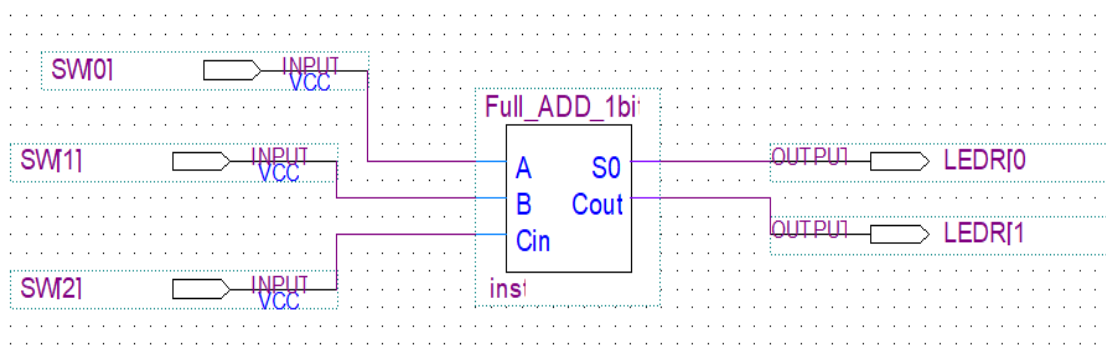 SW[0]
INPUT
VCC
Full_ADD_1bit
SW[1]
INPUT
VCC
A
S0
OUTPUT
LEDR[0
B
Cout
Cin
OUTPUT
LEDR[1
SW[2]
INPUT
VCC
inst